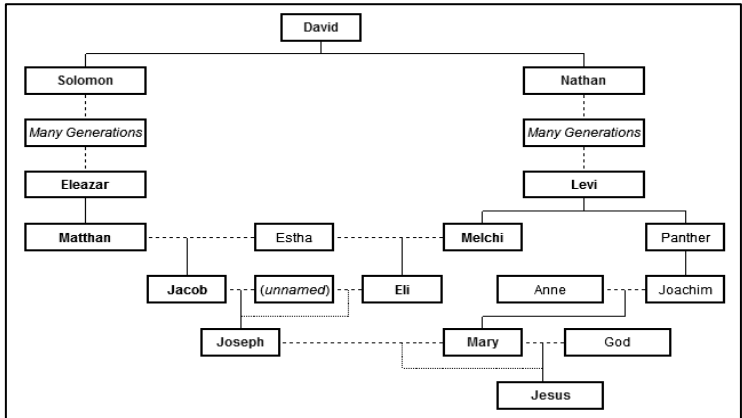 David
Solomon Nathan
Many Generations Many Generations
Eleazar Levi
Matthan Estha Melchi Panther
Jacob (unnamed) Eli Anne Joachim
Joseph Mary God
Jesus